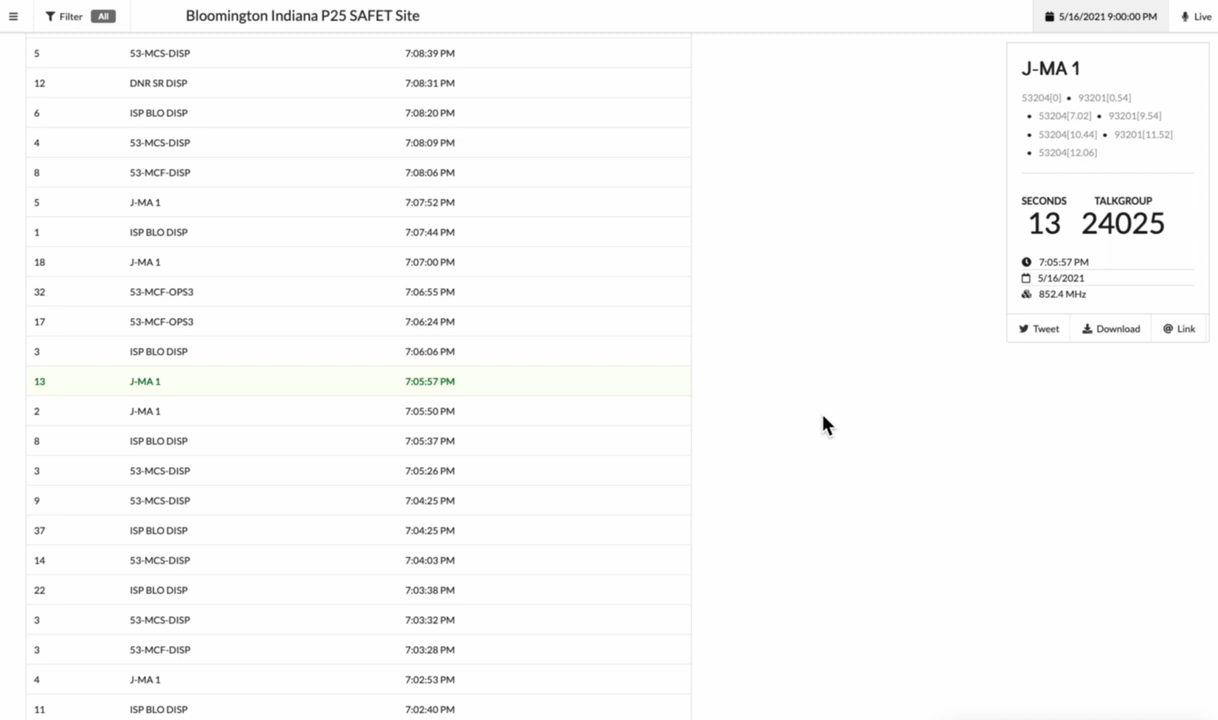 Filter All Bloomington Indiana P25 SAFET Site 5/16/2021 9:00:00 PM Live
5 53-MCS-DISP 7:08:39 PM
12 DNR SR DISP 7:08:31 PM
6 ISP BLO DISP 7:08:20 PM
4 53-MCS-DISP 7:08:09 PM
8 53-MCF-DISP 7:08:06 PM
5 J-MA 1 7:07:52 PM
1 ISP BLO DISP 7:07:44 PM
18 J-MA 1 7:07:00 PM
32 53-MCF-OPS3 7:06:55 PM
17 53-MCF-OPS3 7:06:24 PM
3 ISP BLO DISP 7:06:06 PM
13 J-MA 1 7:05:57 PM
2 J-MA 1 7:05:50 PM
8 ISP BLO DISP 7:05:37 PM
3 53-MCS-DISP 7:05:26 PM
9 53-MCS-DISP 7:04:25 PM
37 ISP BLO DISP 7:04:25 PM
14 53-MCS-DISP 7:04:03 PM
22 ISP BLO DISP 7:03:38 PM
3 53-MCS-DISP 7:03:32 PM
3 53-MCF-DISP 7:03:28 PM
4 J-MA 1 7:02:53 PM
11 ISP BLO DISP 7:02:40 PM
J-MA 1
53204[0] • 93201[0.54]
• 53204[7.02] • 93201[9.54]
• 53204[10.44] • 93201[11.52]
• 53204[12.06]
SECONDS TALKGROUP
13 24025
7:05:57 PM
5/16/2021
852.4 MHz
Tweet Download Link